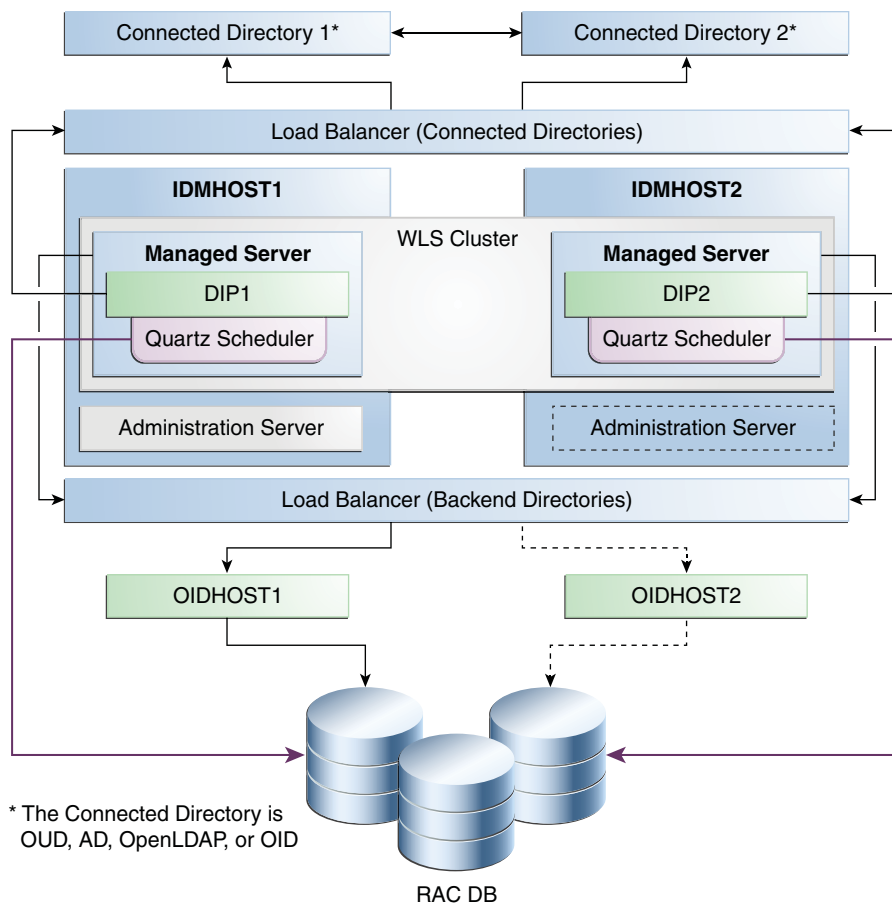 Connected Directory 1*
Connected Directory 2*
Load Balancer (Connected Directories)
IDMHOST1
IDMHOST2
WLS Cluster
Managed Server
Managed Server
DIP1
DIP2
Quartz Scheduler
Quartz Scheduler
Administration Server
Administration Server
Load Balancer (Backend Directories)
OIDHOST1
OIDHOST2
* The Connected Directory is
OUD, AD, OpenLDAP, or OID
RAC DB